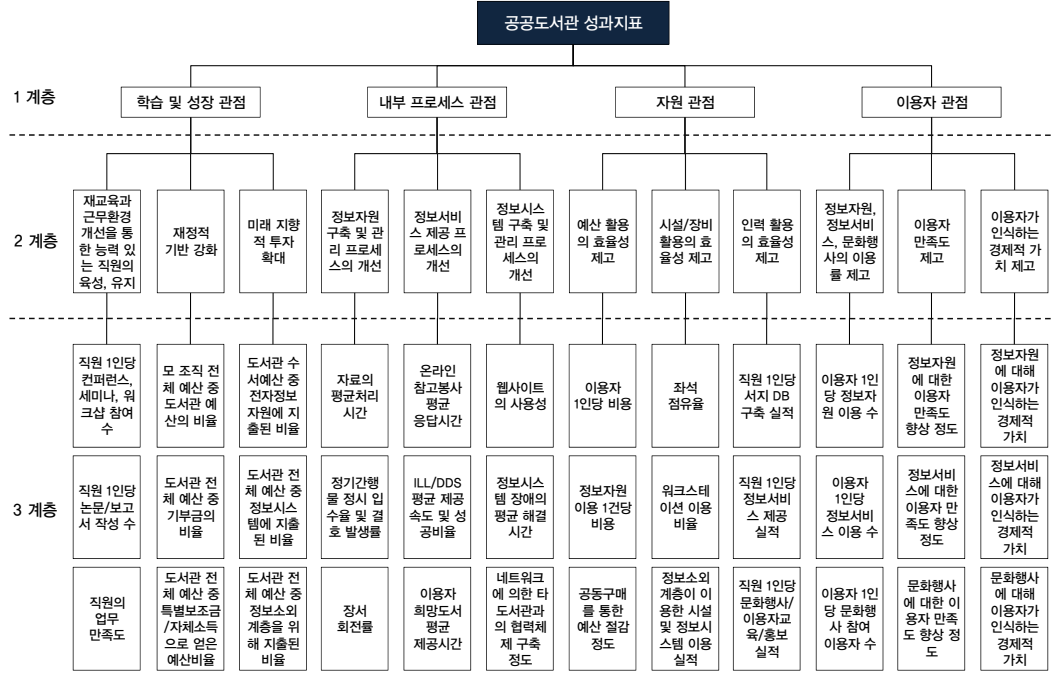 공공도서관 성과지표
1 계층
학습 및 성장 관점
내부 프로세스 관점
자원 관점
이용자 관점
2 계층
재교육과
근무환경
개선을 통
한 능력 있
는 직원의
육성, 유지
재정적
기반 강화
미래 지향
적 투자
확대
정보자원
구축 및 관
리 프로세
스의 개선
정보서비
스 제공 프
로세스의
개선
정보시스
템 구축 및
관리 프로
세스의
개선
예산 활용
의 효율성
제고
시설/장비
활용의 효
율성 제고
인력 활용
의 효율성
제고
정보자원,
정보서비
스, 문화행
사의 이용
률 제고
이용자
만족도
제고
이용자가
인식하는
경제적 가
치 제고
3 계층
직원 1인당
컨퍼런스,
세미나, 워
크샵 참여
수
모 조직 전
체 예산 중
도서관 예
산의 비율
도서관 수
서예산 중
전자정보
자원에 지
출된 비율
자료의
평균처리
시간
온라인
참고봉사
평균
응답시간
웹사이트
의 사용성
이용자
1인당 비용
좌석
점유율
직원 1인당
서지 DB
구축 실적
이용자 1인
당 정보자
원 이용 수
정보자원
에 대한
이용자
만족도
향상 정도
정보자원
에 대해
이용자가
인식하는
경제적
가치
직원 1인당
논문/보고
서 작성 수
도서관 전
체 예산 중
기부금의
비율
도서관 전
체 예산 중
정보시스
템에 지출
된 비율
정기간행
물 정시 입
수율 및 결
호 발생률
ILL/DDS
평균 제공
속도 및 성
공비율
정보시스
템 장애의
평균 해결
시간
정보자원
이용 1건당
비용
워크스테
이션 이용
비율
직원 1인당
정보서비
스 제공
실적
이용자
1인당
정보서비
스 이용 수
정보서비
스에 대한
이용자 만
족도 향상
정도
정보서비
스에 대해
이용자가
인식하는
경제적
가치
직원의
업무
만족도
도서관 전
체 예산 중
특별보조금
/자체소득
으로 얻은
예산비율
도서관 전
체 예산 중
정보소외
계층을 위
해 지출된
비율
장서
회전률
이용자
희망도서
평균
제공시간
네트워크
에 의한 타
도서관과
의 협력체
제 구축
정도
공동구매
를 통한
예산 절감
정도
정보소외
계층이 이
용한 시설
및 정보시
스템 이용
실적
직원 1인당
문화행사/
이용자교
육/홍보
실적
이용자 1인
당 문화행
사 참여
이용자 수
문화행사
에 대한 이
용자 만족
도 향상 정
도
문화행사
에 대해
이용자가
인식하는
경제적
가치